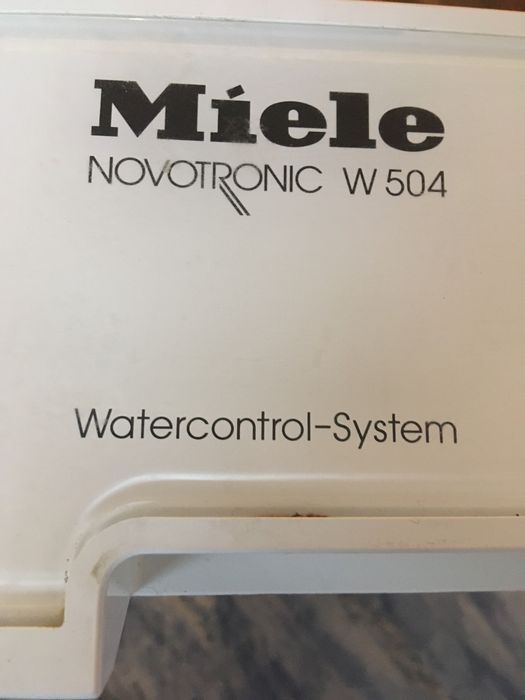 Miele
NOVOTRONIC W 504
Watercontrol-System